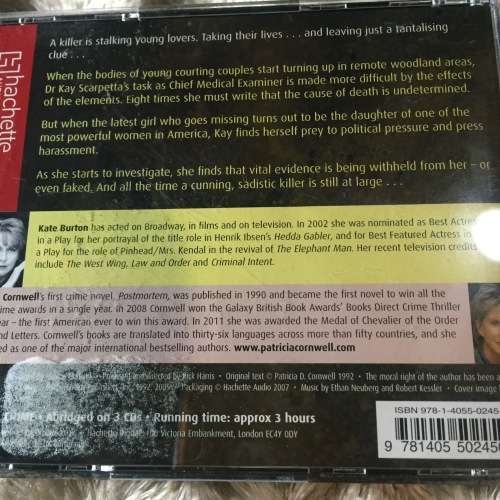 hachette
A killer is stalking young lovers. Taking their lives . . . and leaving just a tantalising
clue . . .
When the bodies of young courting couples start turning up in remote woodland areas,
Dr Kay Scarpetta's task as Chief Medical Examiner is made more difficult by the effects
of the elements. Eight times she must write that the cause of death is undetermined.
But when the latest girl who goes missing turns out to be the daughter of one of the
most powerful women in America, Kay finds herself prey to political pressure and press
harassment.
As she starts to investigate, she finds that vital evidence is being withheld from her – or
even faked. And all the time a cunning, sadistic killer is still at large . . .
Kate Burton has acted on Broadway, in films and on television. In 2002 she was nominated as Best Actress
in a Play for her portrayal of the title role in Henrik Ibsen's Hedda Gabler, and for Best Featured Actress in
a Play for the role of Pinhead/Mrs. Kendal in the revival of The Elephant Man. Her recent television credits
include The West Wing, Law and Order and Criminal Intent.
Cornwell's first crime novel, Postmortem, was published in 1990 and became the first novel to win all the
ime awards in a single year. In 2008 Cornwell won the Galaxy British Book Awards' Books Direct Crime Thriller
ear – the first American ever to win this award. In 2011 she was awarded the Medal of Chevalier of the Order
nd Letters. Cornwell's books are translated into thirty-six languages across more than fifty countries, and she
ed as one of the major international bestselling authors. www.patriciacornwell.com
Rick Harris • Original text © Patricia D. Cornwell 1992 • The moral right of the author has been a
Packaging © Hachette Audio 2007 • Music by Ethan Neuberg and Robert Kessler • Cover image
CRIME • Abridged on 3 CDs • Running time: approx 3 hours
Hachette Digital, 100 Victoria Embankment, London EC4Y 0DY
ISBN 978-1-4055-0245
9 781405 50245